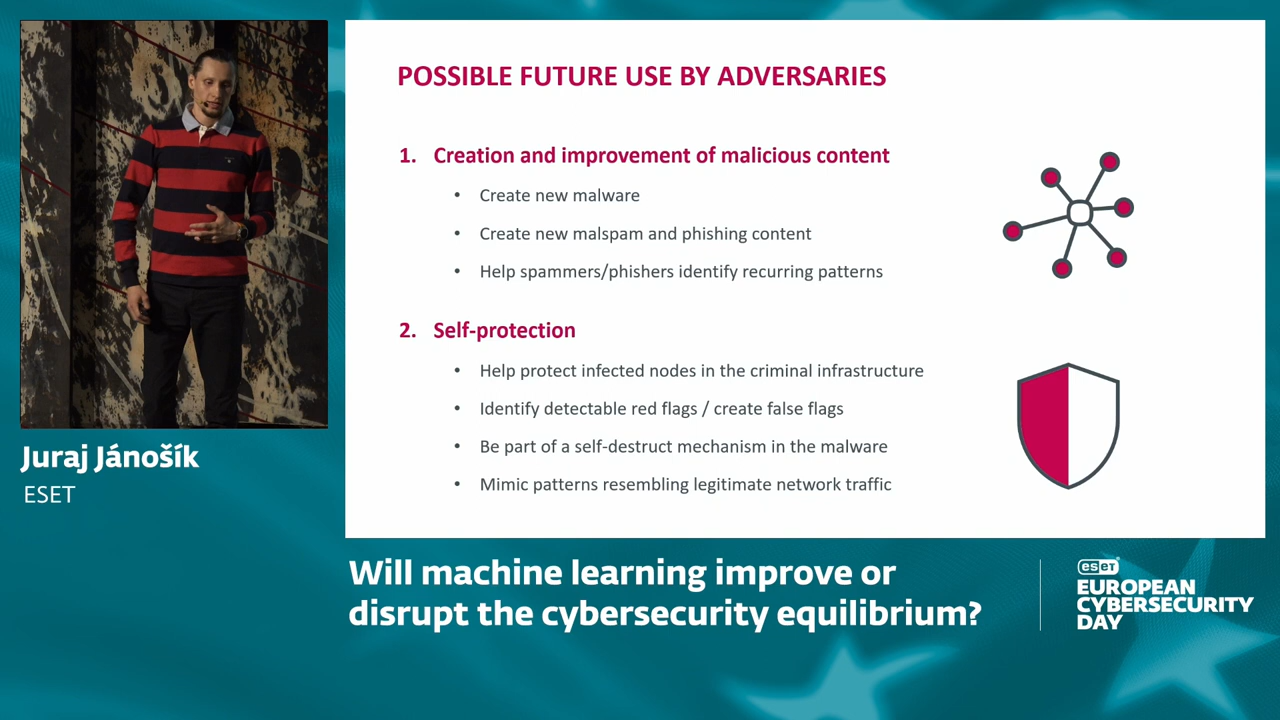 POSSIBLE FUTURE USE BY ADVERSARIES
1. Creation and improvement of malicious content
• Create new malware
• Create new malspam and phishing content
• Help spammers/phishers identify recurring patterns
2. Self-protection
• Help protect infected nodes in the criminal infrastructure
• Identify detectable red flags / create false flags
• Be part of a self-destruct mechanism in the malware
• Mimic patterns resembling legitimate network traffic
Juraj Jánošík
ESET
Will machine learning improve or
disrupt the cybersecurity equilibrium?
eset
EUROPEAN
CYBERSECURITY
DAY